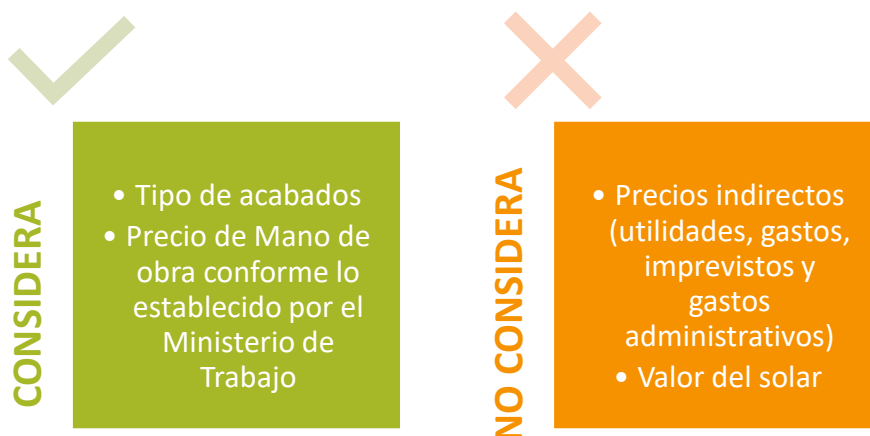 CONSIDERA
• Tipo de acabados
• Precio de Mano de
obra conforme lo
establecido por el
Ministerio de
Trabajo
NO CONSIDERA
• Precios indirectos
(utilidades, gastos,
imprevistos y
gastos
administrativos)
• Valor del solar